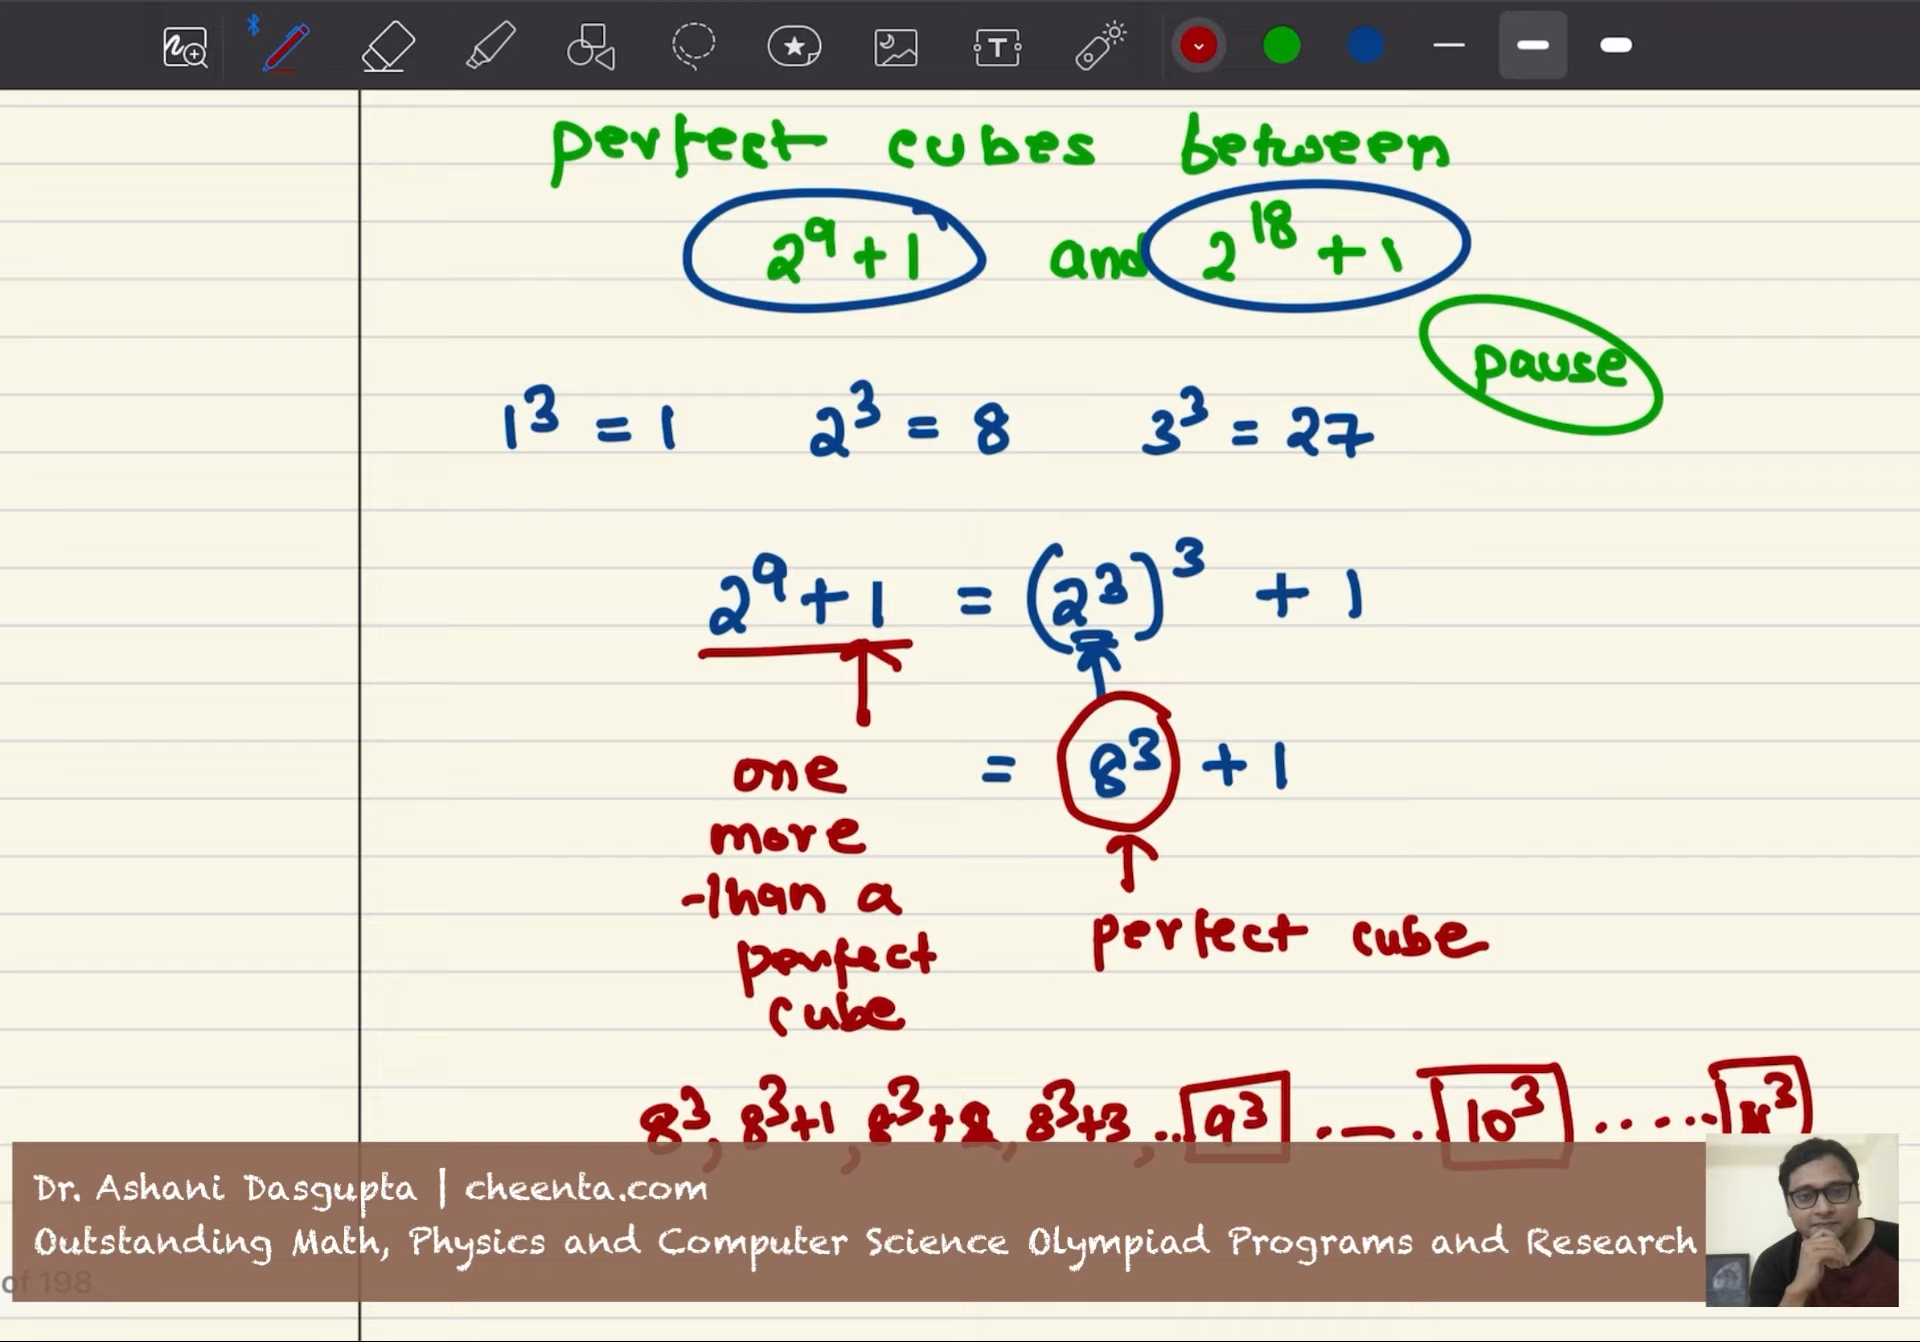 perfect cubes between
2⁹ + 1 and 2¹⁸ + 1
pause
1³ = 1 2³ = 8 3³ = 27
2⁹ + 1 = (2³)³ + 1
= 8³ + 1
one
more
than a
perfect
cube
perfect cube
8³, 8³+1, 8³+2, 8³+3, .. 9³ ..... 10³ ......
Dr. Ashani Dasgupta | cheenta.com
Outstanding Math, Physics and Computer Science Olympiad Programs and Research
of 198